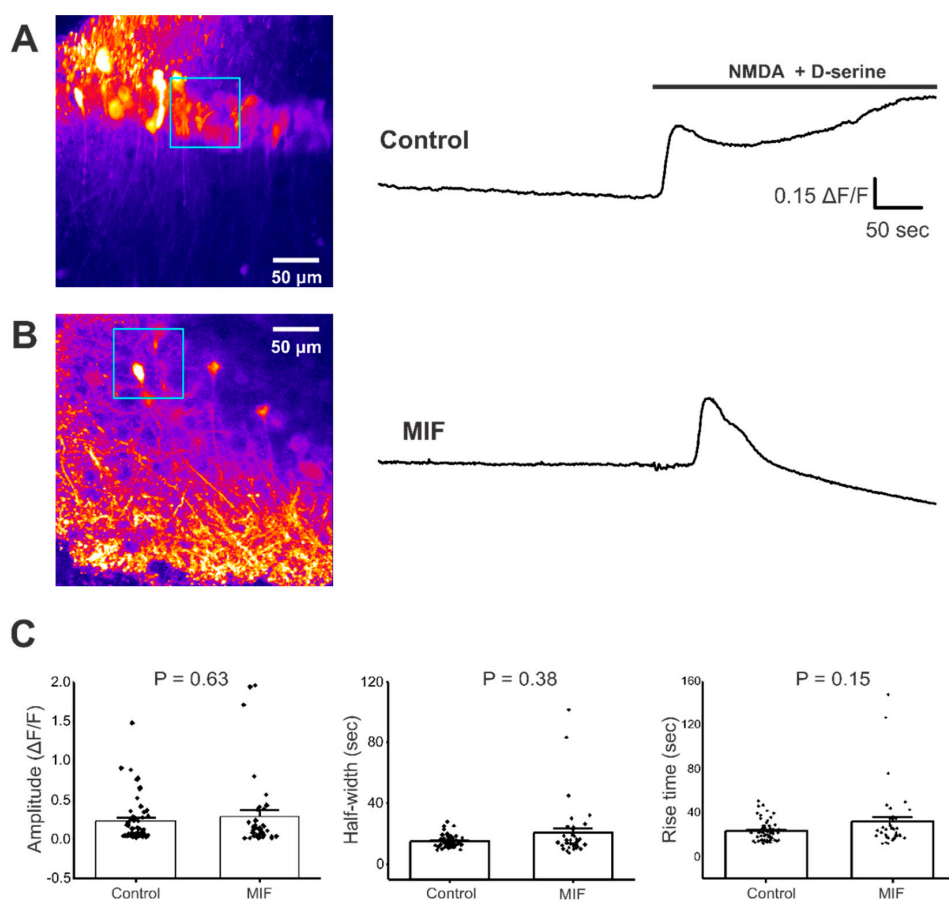 A
50 µm
NMDA + D-serine
Control
0.15 ΔF/F
50 sec
B
50 µm
MIF
C
P = 0.63
Amplitude (ΔF/F)
2.0
1.5
1.0
0.5
0.0
-0.5
Control
MIF
P = 0.38
Half-width (sec)
120
80
40
0
Control
MIF
P = 0.15
Rise time (sec)
160
120
80
40
0
Control
MIF